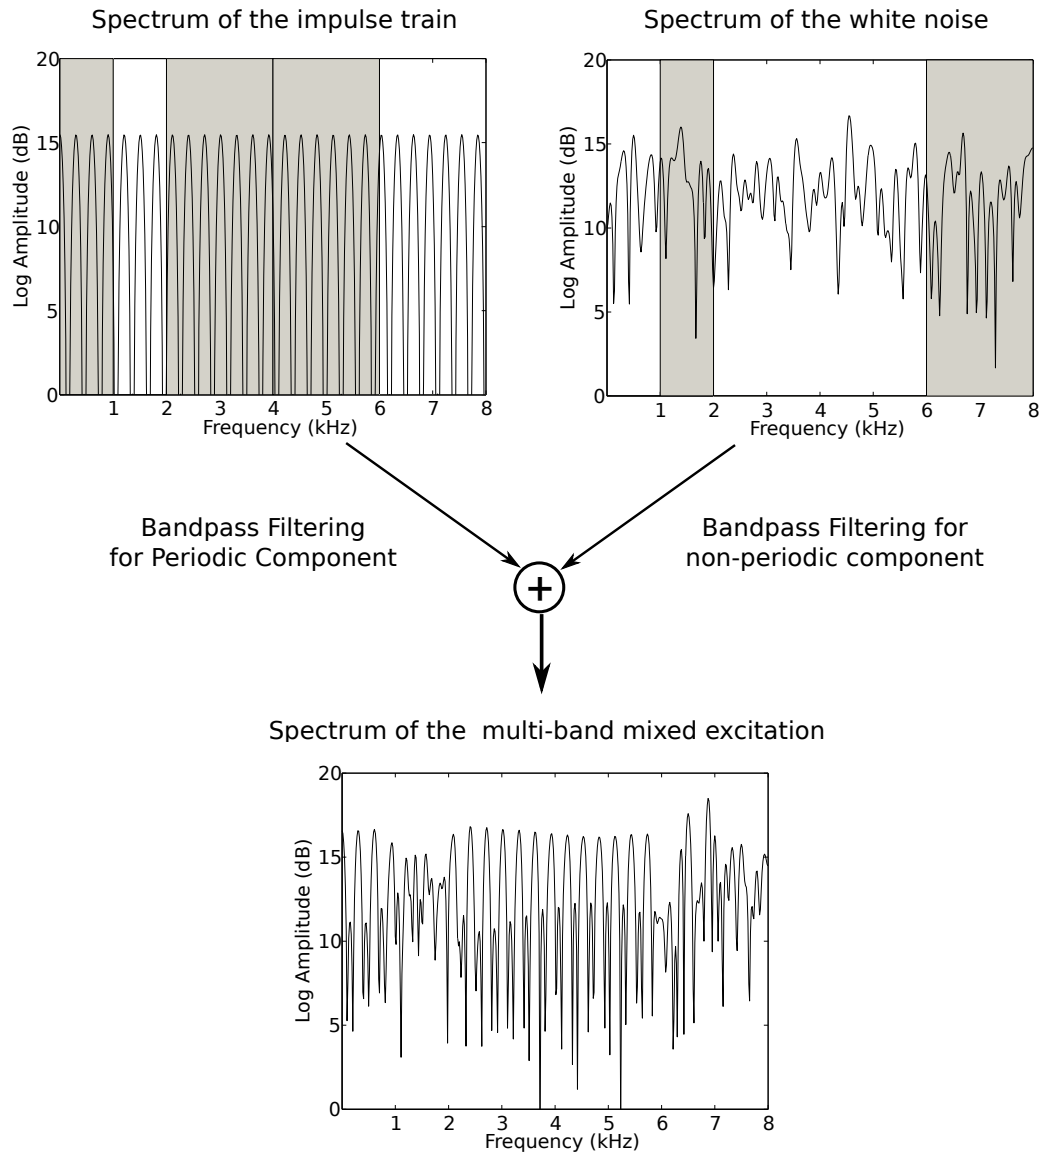 Spectrum of the impulse train
Spectrum of the white noise
20
15
10
5
0
Log Amplitude (dB)
1 2 3 4 5 6 7 8
Frequency (kHz)
20
15
10
5
0
Log Amplitude (dB)
1 2 3 4 5 6 7 8
Frequency (kHz)
Bandpass Filtering
for Periodic Component
Bandpass Filtering for
non-periodic component
+
Spectrum of the multi-band mixed excitation
20
15
10
5
0
Log Amplitude (dB)
1 2 3 4 5 6 7 8
Frequency (kHz)